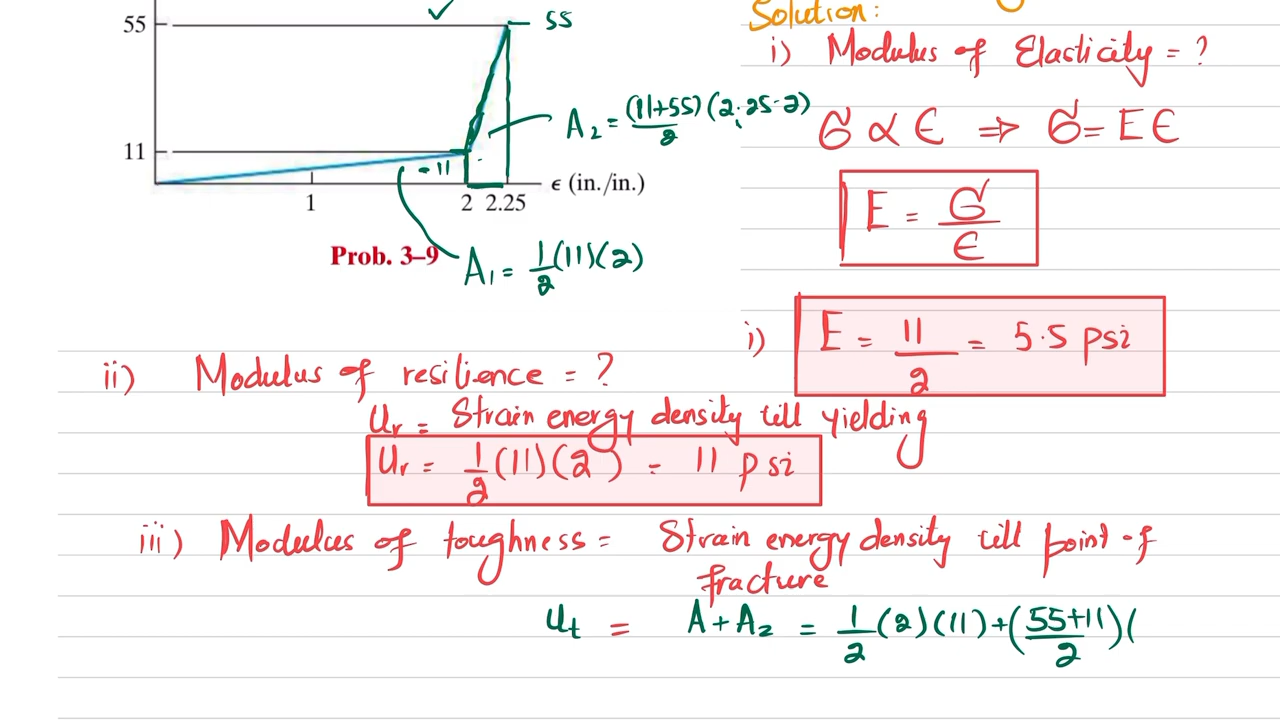 55
55
Solution:
i) Modulus of Elasticity = ?
A₂ = (11+55)(2.25-2)/2
σ ∝ ϵ ⇒ σ = Eϵ
11
-11
ϵ (in./in.)
1
2
2.25
E = σ/ϵ
Prob. 3–9
A₁ = 1/2(11)(2)
i) E = 11/2 = 5.5 psi
ii) Modulus of resilience = ?
Ur = Strain energy density till yielding
Ur = 1/2(11)(2) = 11 psi
iii) Modulus of toughness = Strain energy density till point of
fracture
Ut = A+A₂ = 1/2(2)(11)+(55+11/2)(